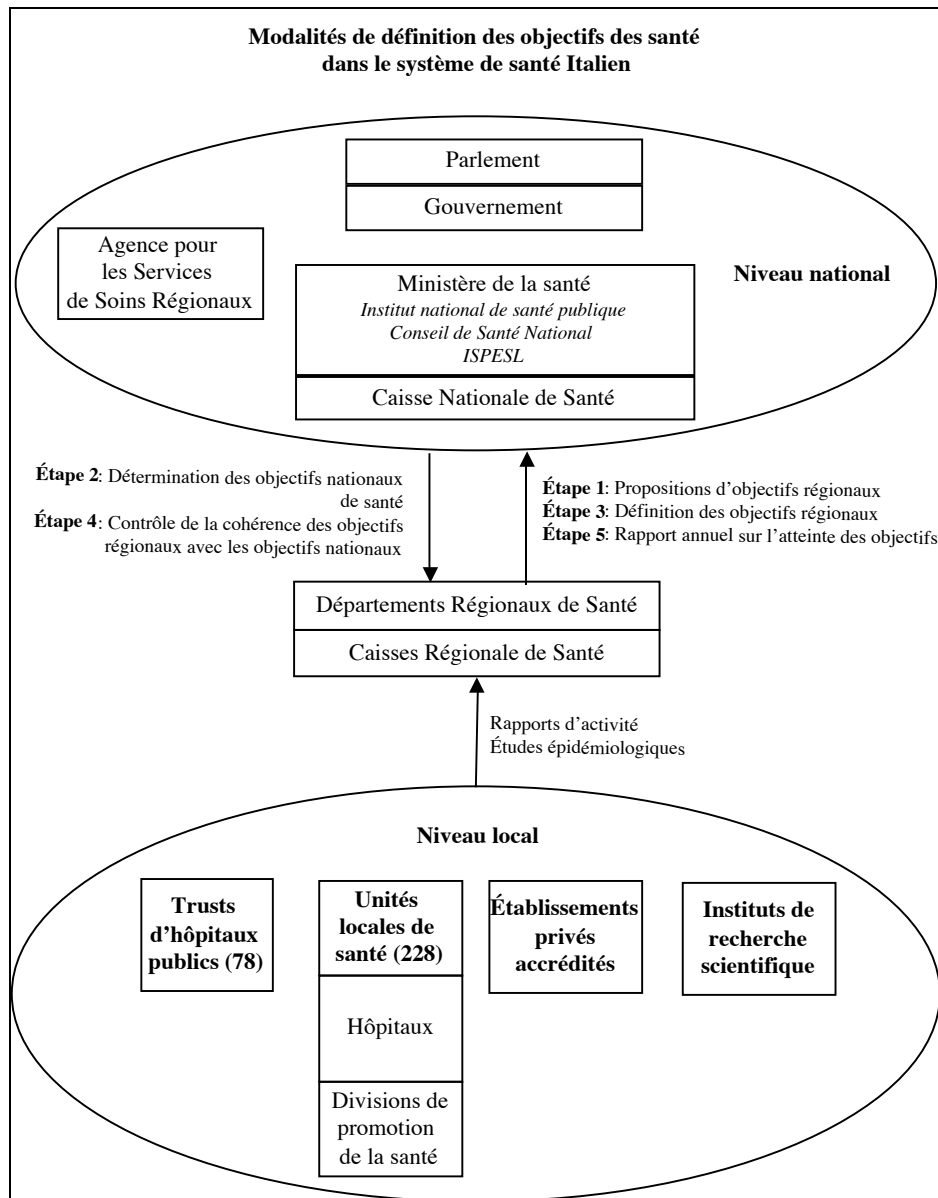 Modalités de définition des objectifs des santé
dans le système de santé Italien
Parlement
Gouvernement
Agence pour
les Services
de Soins Régionaux
Ministère de la santé
Institut national de santé publique
Conseil de Santé National
ISPESL
Niveau national
Caisse Nationale de Santé
Étape 2: Détermination des objectifs nationaux
de santé
Étape 4: Contrôle de la cohérence des objectifs
régionaux avec les objectifs nationaux
Étape 1: Propositions d'objectifs régionaux
Étape 3: Définition des objectifs régionaux
Étape 5: Rapport annuel sur l'atteinte des objectifs
Départements Régionaux de Santé
Caisses Régionale de Santé
Rapports d'activité
Études épidémiologiques
Niveau local
Trusts
d'hôpitaux
publics (78)
Unités
locales de
santé (228)
Hôpitaux
Divisions de
promotion
de la santé
Établissements
privés
accrédités
Instituts de
recherche
scientifique